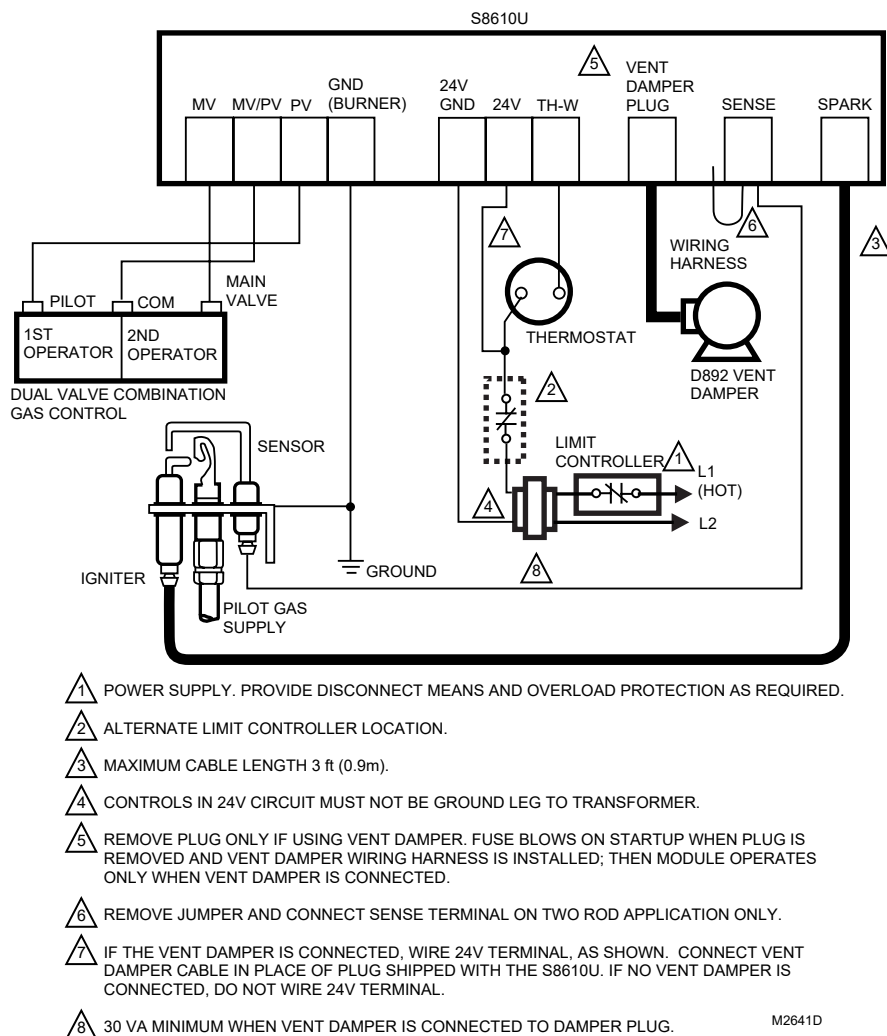 S8610U
5
MV
MV/PV
PV
GND
(BURNER)
24V
GND
24V
TH-W
VENT
DAMPER
PLUG
SENSE
SPARK
7
6
3
WIRING
HARNESS
PILOT
COM
MAIN
VALVE
1ST
OPERATOR
2ND
OPERATOR
DUAL VALVE COMBINATION
GAS CONTROL
THERMOSTAT
D892 VENT
DAMPER
2
SENSOR
LIMIT
CONTROLLER
1
L1
(HOT)
4
L2
8
IGNITER
GROUND
PILOT GAS
SUPPLY
1 POWER SUPPLY. PROVIDE DISCONNECT MEANS AND OVERLOAD PROTECTION AS REQUIRED.
2 ALTERNATE LIMIT CONTROLLER LOCATION.
3 MAXIMUM CABLE LENGTH 3 ft (0.9m).
4 CONTROLS IN 24V CIRCUIT MUST NOT BE GROUND LEG TO TRANSFORMER.
5 REMOVE PLUG ONLY IF USING VENT DAMPER. FUSE BLOWS ON STARTUP WHEN PLUG IS
REMOVED AND VENT DAMPER WIRING HARNESS IS INSTALLED; THEN MODULE OPERATES
ONLY WHEN VENT DAMPER IS CONNECTED.
6 REMOVE JUMPER AND CONNECT SENSE TERMINAL ON TWO ROD APPLICATION ONLY.
7 IF THE VENT DAMPER IS CONNECTED, WIRE 24V TERMINAL, AS SHOWN. CONNECT VENT
DAMPER CABLE IN PLACE OF PLUG SHIPPED WITH THE S8610U. IF NO VENT DAMPER IS
CONNECTED, DO NOT WIRE 24V TERMINAL.
8 30 VA MINIMUM WHEN VENT DAMPER IS CONNECTED TO DAMPER PLUG.
M2641D